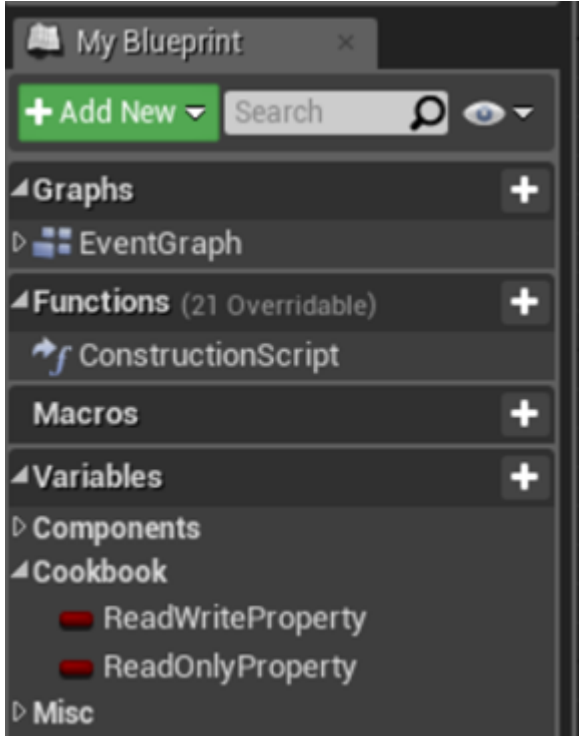 My Blueprint
Add New Search
Graphs
EventGraph
Functions (21 Overridable)
ConstructionScript
Macros
Variables
Components
Cookbook
ReadWriteProperty
ReadOnlyProperty
Misc